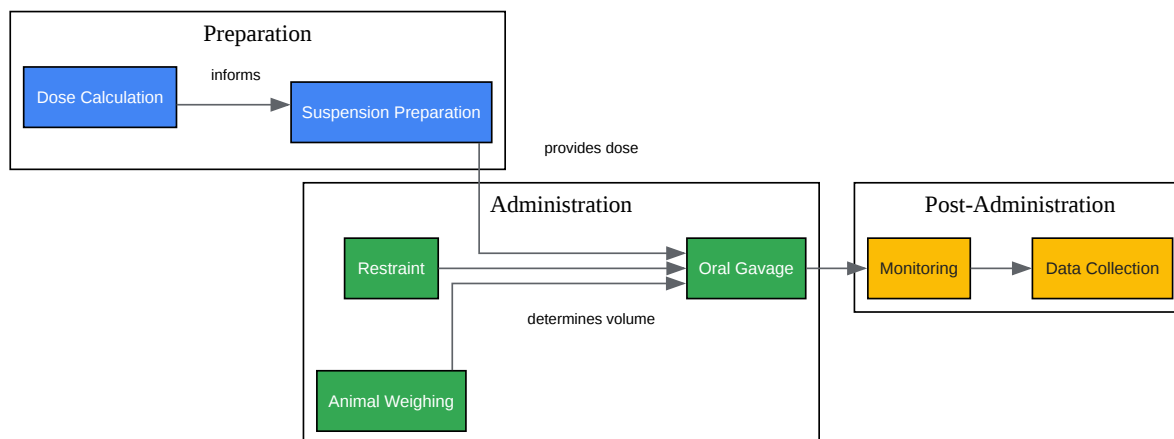 Preparation
informs
Dose Calculation
Suspension Preparation
provides dose
Administration
Post-Administration
Restraint
Oral Gavage
Monitoring
Data Collection
determines volume
Animal Weighing